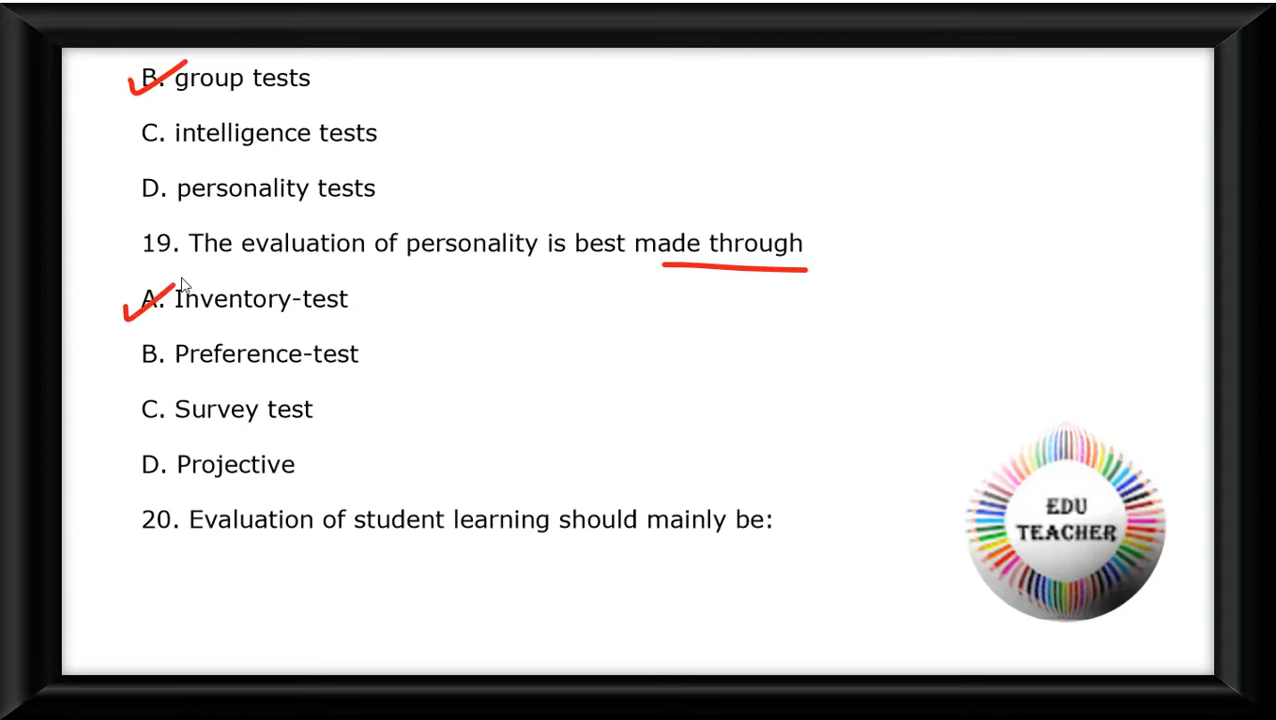 B. group tests
C. intelligence tests
D. personality tests
19. The evaluation of personality is best made through
A. Inventory-test
B. Preference-test
C. Survey test
D. Projective
20. Evaluation of student learning should mainly be:
EDU
TEACHER